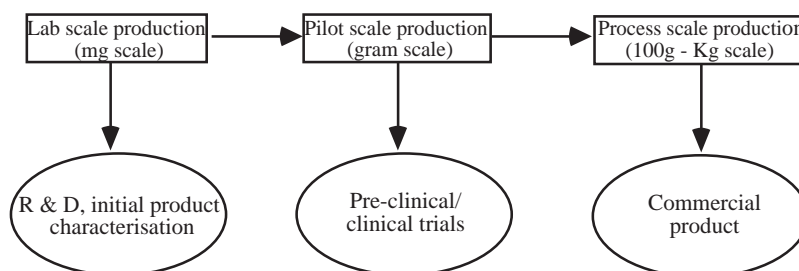 Lab scale production
(mg scale)
Pilot scale production
(gram scale)
Process scale production
(100g - Kg scale)
R & D, initial product
characterisation
Pre-clinical/
clinical trials
Commercial
product